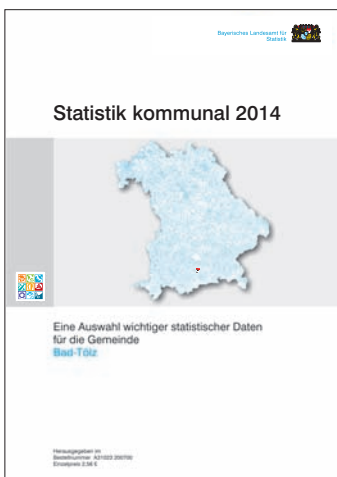 Bayerisches Landesamt für
Statistik
Statistik kommunal 2014
Eine Auswahl wichtiger statistischer Daten
für die Gemeinde
Bad-Tölz
Herausgegeben im
Bestellnummer
Einzelpreis 2,56 €